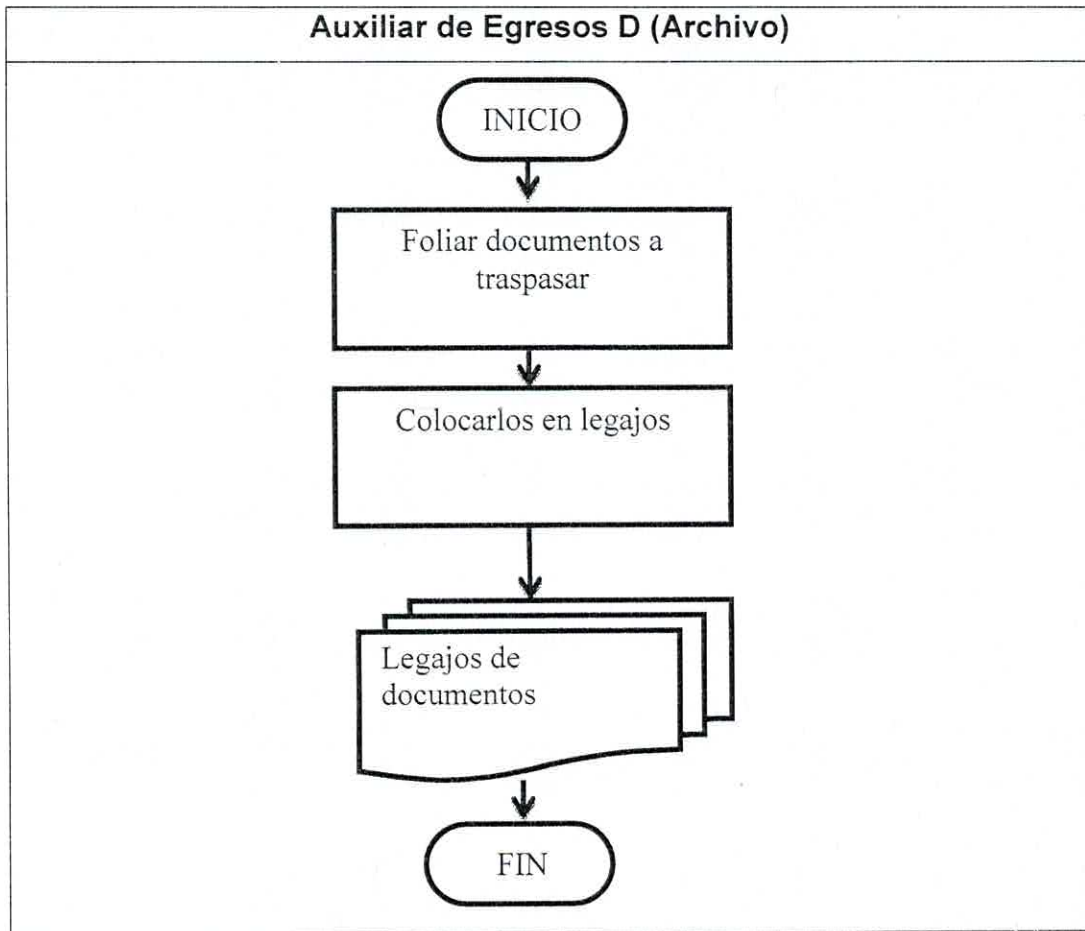 Auxiliar de Egresos D (Archivo)
INICIO
Foliar documentos a
traspasar
Colocarlos en legajos
Legajos de
documentos
FIN